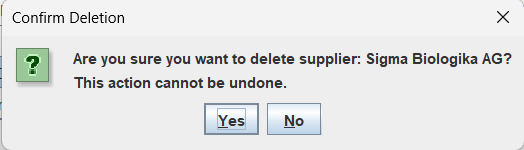 Confirm Deletion
Are you sure you want to delete supplier: Sigma Biologika AG?
This action cannot be undone.
Yes No